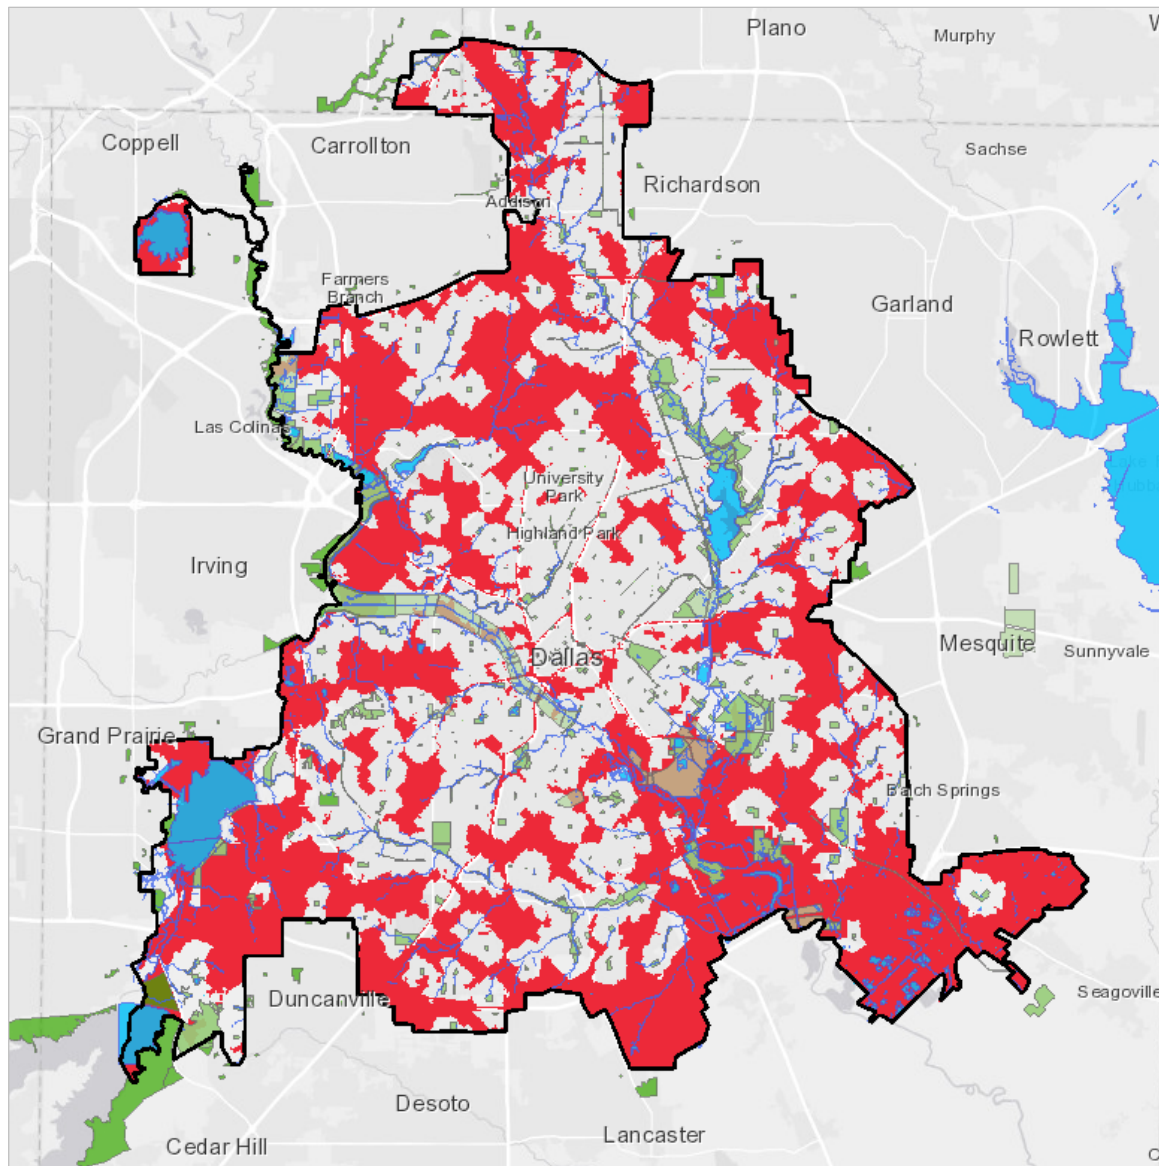 Plano
Murphy
Coppell
Carrollton
Sachse
Richardson
Addison
Farmers
Branch
Garland
Rowlett
Las Colinas
University
Park
Highland Park
Irving
Mesquite
Sunnyvale
Dallas
Grand Prairie
Balch Springs
Duncanville
Seagoville
Desoto
Lancaster
Cedar Hill